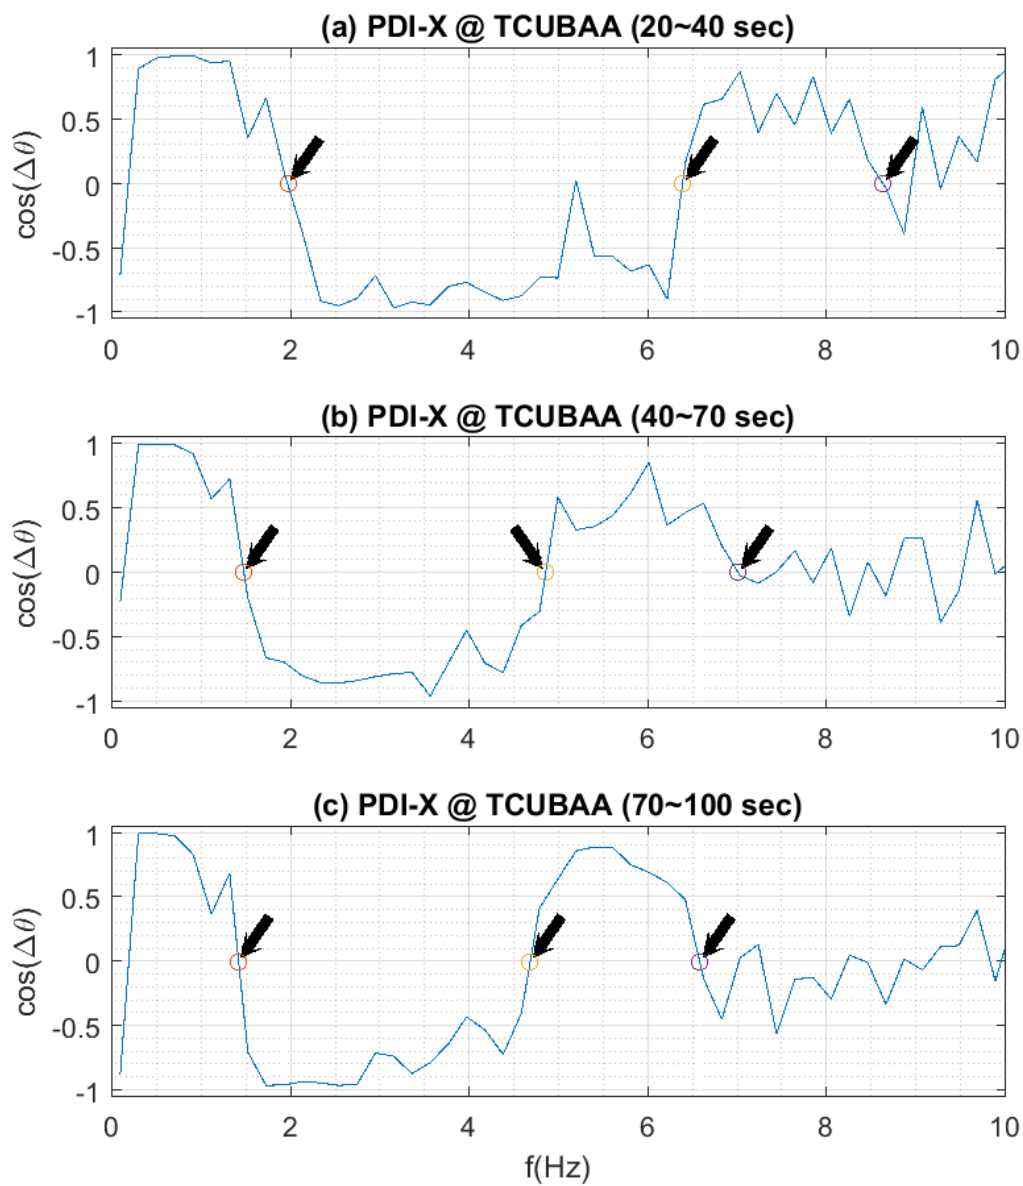 (a) PDI-X @ TCUBAA (20~40 sec)
1
0.5
0
-0.5
-1
cos(Δθ)
0 2 4 6 8 10
(b) PDI-X @ TCUBAA (40~70 sec)
1
0.5
0
-0.5
-1
cos(Δθ)
0 2 4 6 8 10
(c) PDI-X @ TCUBAA (70~100 sec)
1
0.5
0
-0.5
-1
cos(Δθ)
0 2 4 6 8 10
f(Hz)